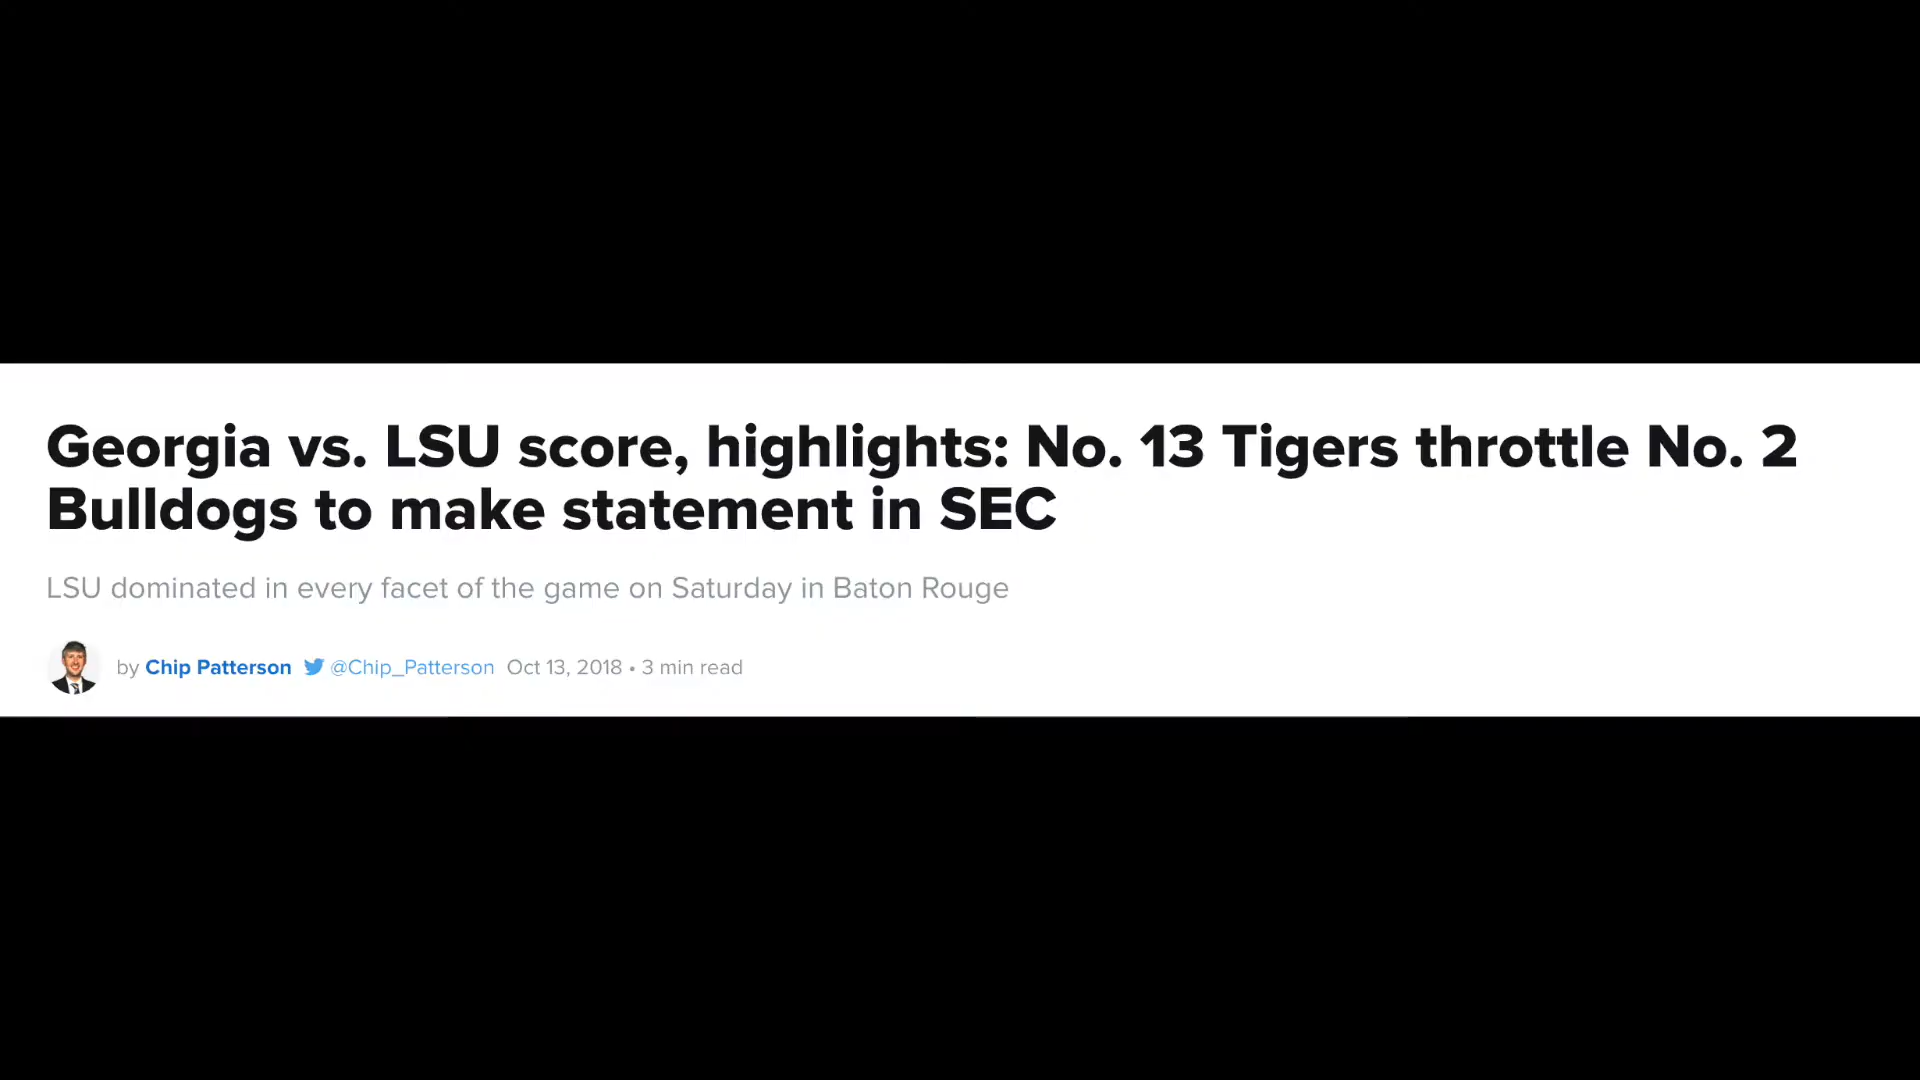 Georgia vs. LSU score, highlights: No. 13 Tigers throttle No. 2
Bulldogs to make statement in SEC
LSU dominated in every facet of the game on Saturday in Baton Rouge
by Chip Patterson @Chip_Patterson Oct 13, 2018 • 3 min read